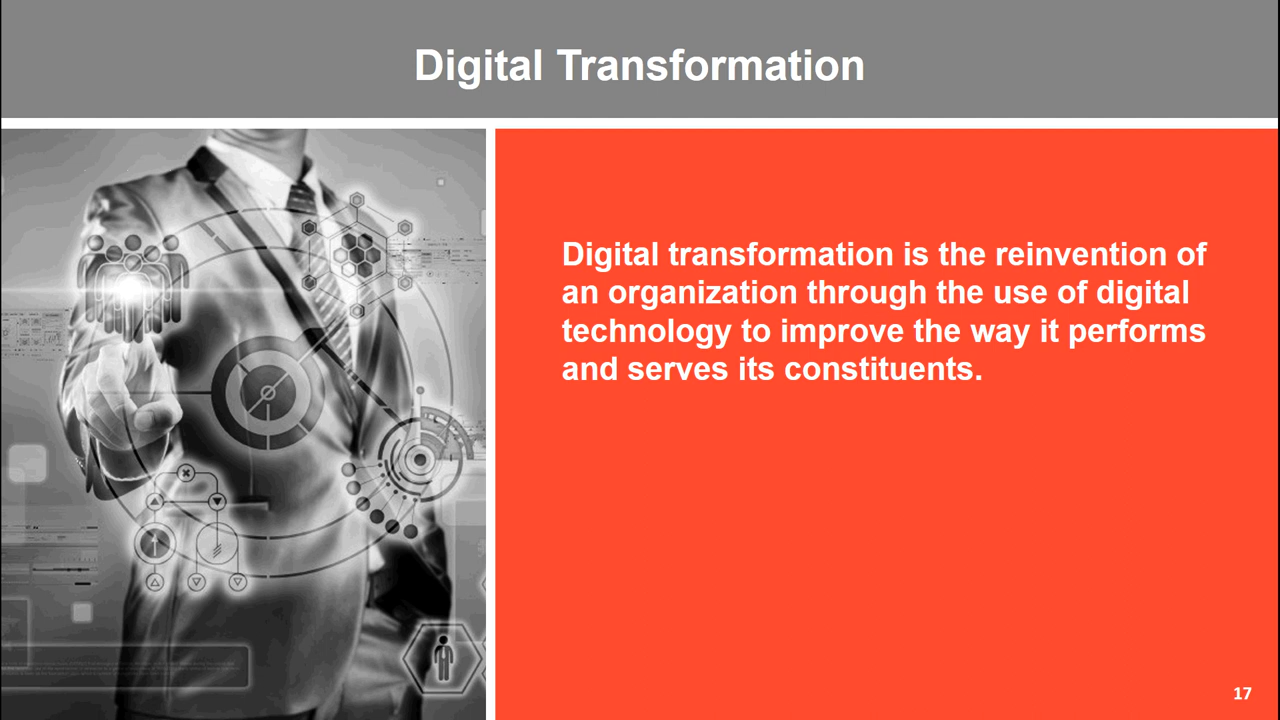 Digital Transformation
Digital transformation is the reinvention of
an organization through the use of digital
technology to improve the way it performs
and serves its constituents.
17